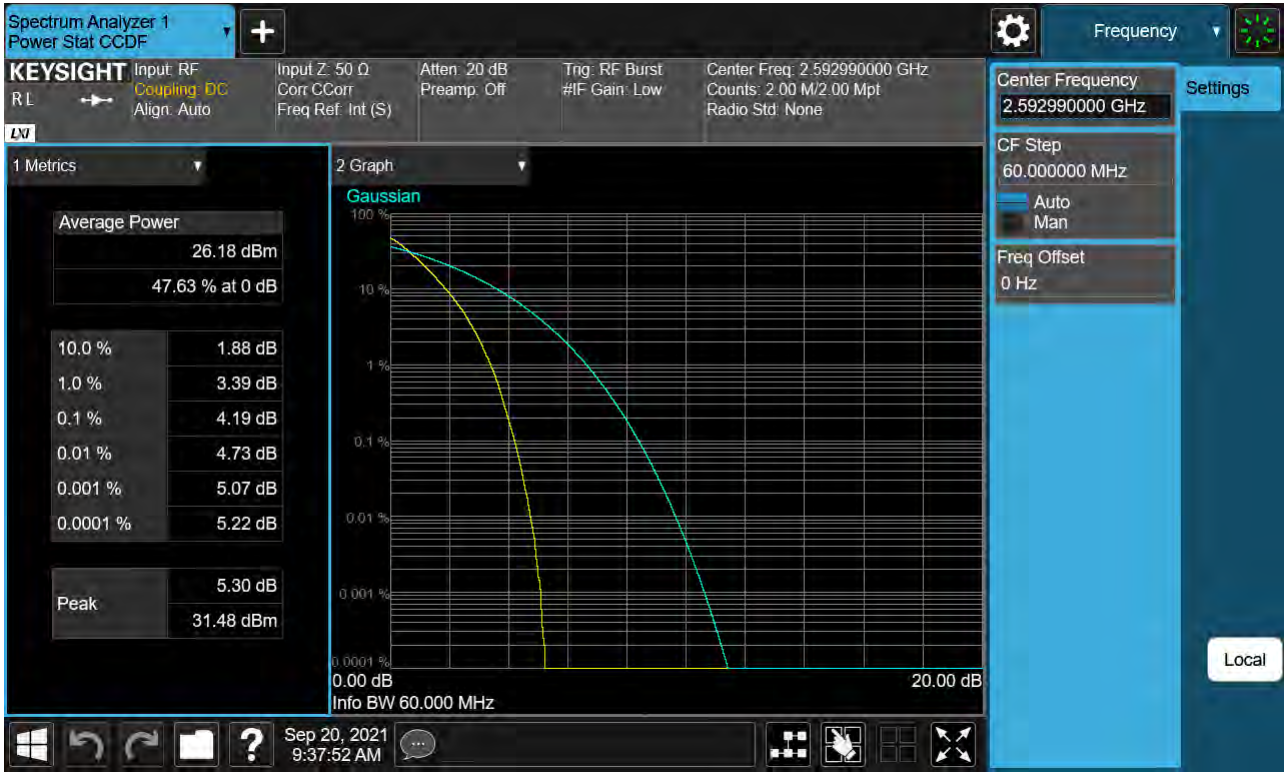 Spectrum Analyzer 1
Power Stat CCDF
Frequency
KEYSIGHT
RL
LXI
Input: RF
Coupling: DC
Align: Auto
Input Z: 50 Ω
Corr CCorr
Freq Ref: Int (S)
Atten: 20 dB
Preamp: Off
Trig: RF Burst
#IF Gain: Low
Center Freq: 2.592990000 GHz
Counts: 2.00 M/2.00 Mpt
Radio Std: None
Center Frequency
2.592990000 GHz
Settings
CF Step
60.000000 MHz
Auto
Man
Freq Offset
0 Hz
1 Metrics
Average Power
26.18 dBm
47.63 % at 0 dB
10.0 % 1.88 dB
1.0 % 3.39 dB
0.1 % 4.19 dB
0.01 % 4.73 dB
0.001 % 5.07 dB
0.0001 % 5.22 dB
Peak
5.30 dB
31.48 dBm
2 Graph
Gaussian
100 %
10 %
1 %
0.1 %
0.01 %
0.001 %
0.0001 %
0.00 dB 20.00 dB
Info BW 60.000 MHz
Local
?
Sep 20, 2021
9:37:52 AM